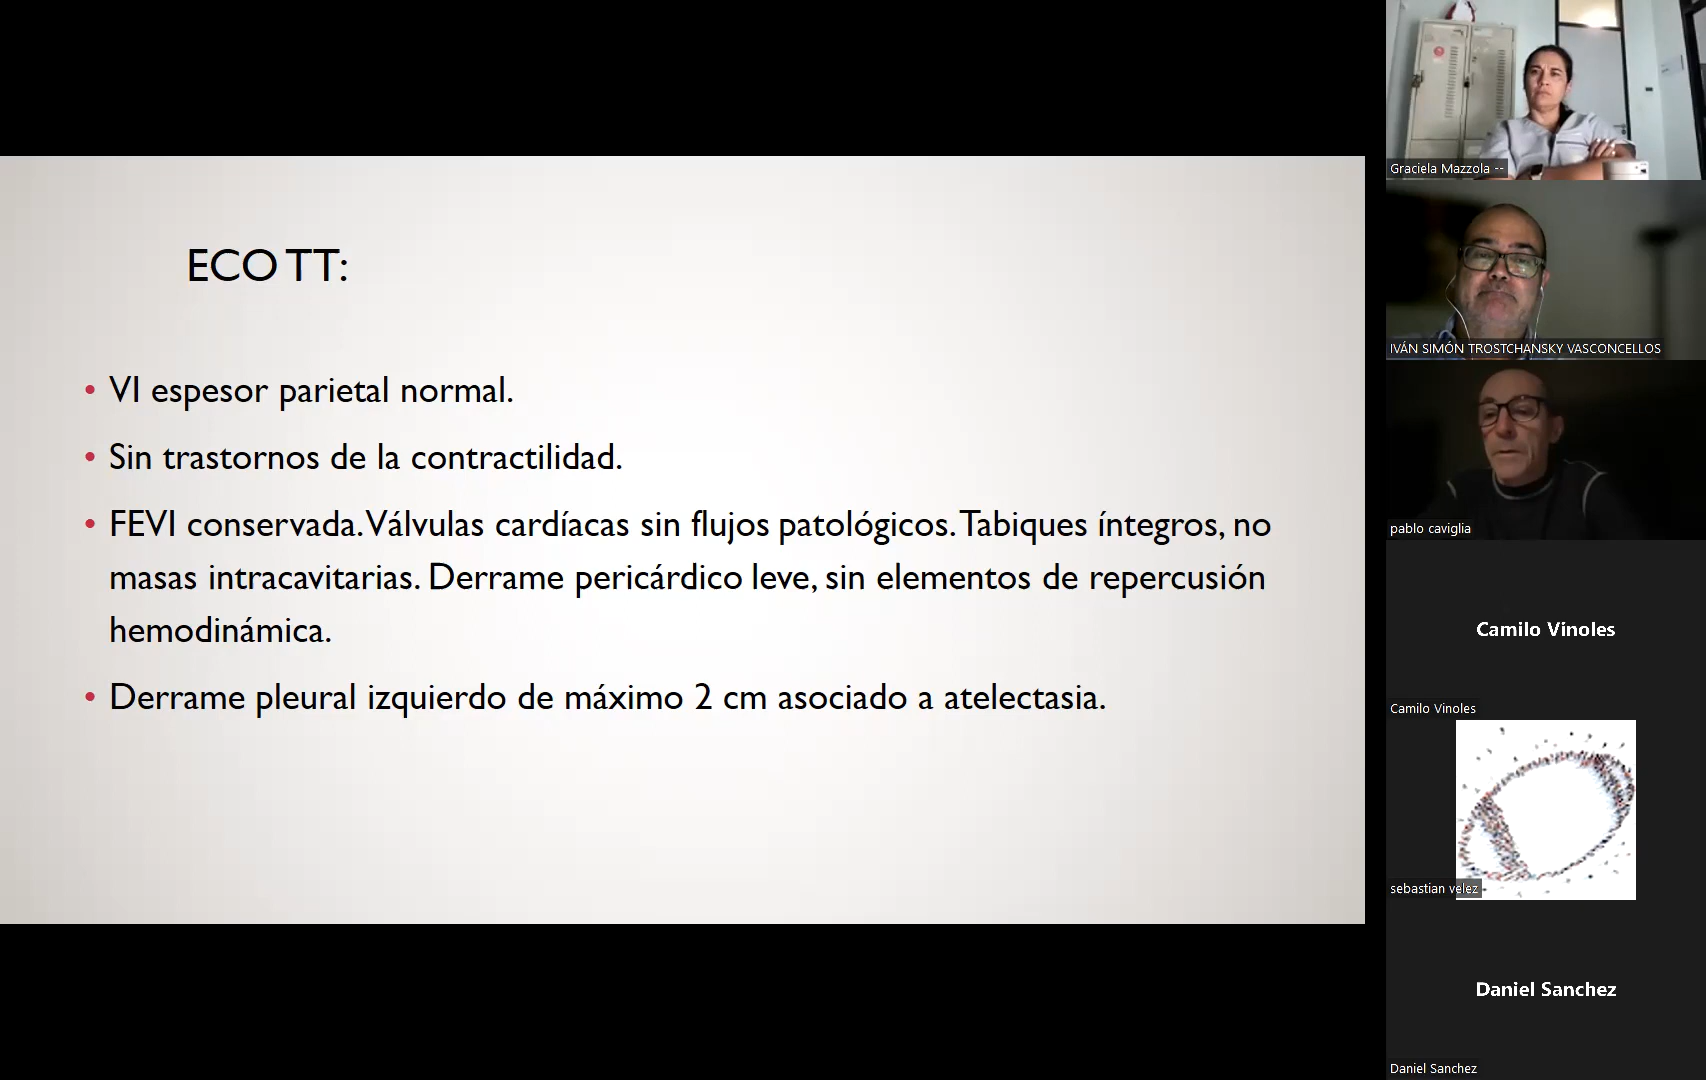 ECO TT:
• VI espesor parietal normal.
• Sin trastornos de la contractilidad.
• FEVI conservada. Válvulas cardíacas sin flujos patológicos. Tabiques íntegros, no
masas intracavitarias. Derrame pericárdico leve, sin elementos de repercusión
hemodinámica.
• Derrame pleural izquierdo de máximo 2 cm asociado a atelectasia.
Graciela Mazzola --
IVÁN SIMÓN TROSTCHANSKY VASCONCELLOS
pablo caviglia
Camilo Vinoles
Camilo Vinoles
sebastian velez
Daniel Sanchez
Daniel Sanchez